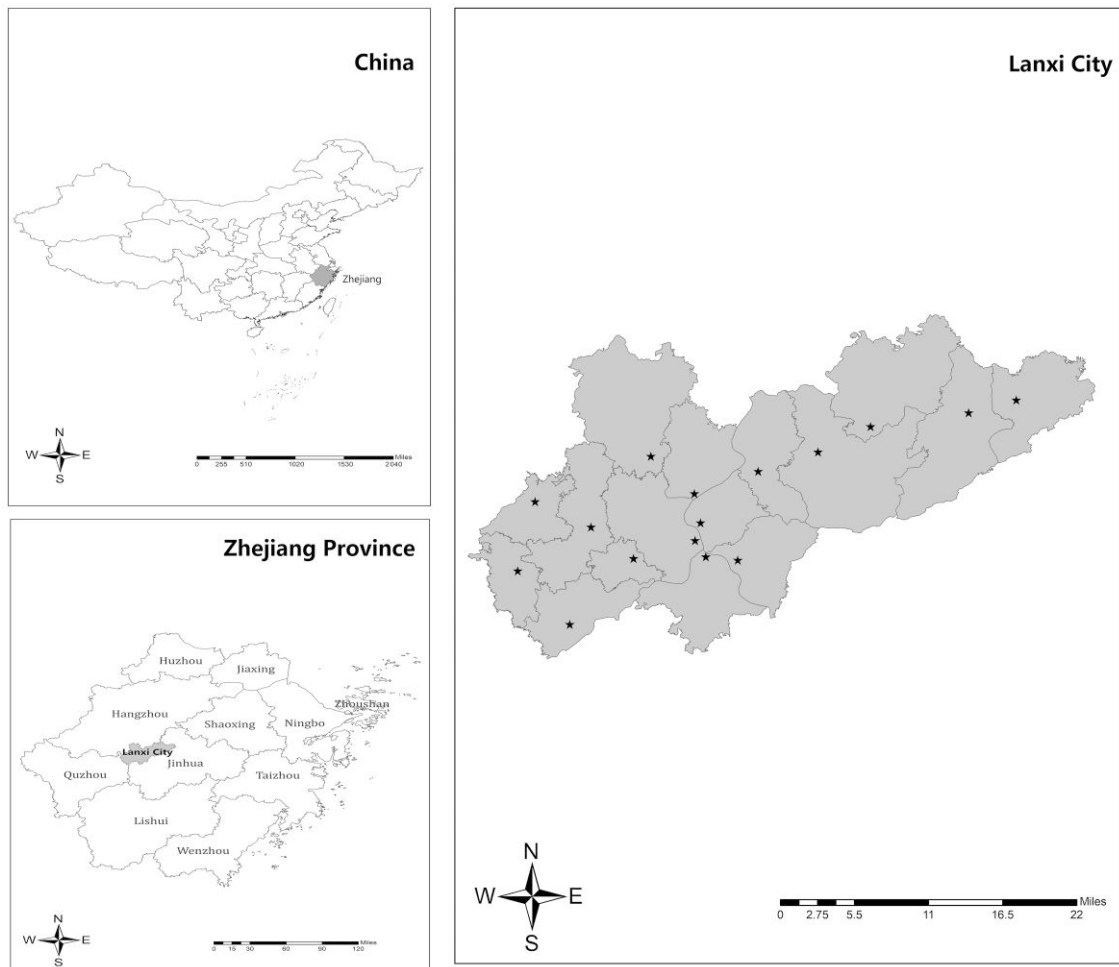 China
Zhejiang
N
W E
S
Miles
0 255 510 1020 1530 2040
Zhejiang Province
Huzhou
Jiaxing
Hangzhou
Shaoxing
Ningbo
Zhoushan
Lanxi City
Jinhua
Quzhou
Taizhou
Lishui
Wenzhou
N
W E
S
Miles
0 15 30 60 90 120
Lanxi City
N
W E
S
Miles
0 2.75 5.5 11 16.5 22